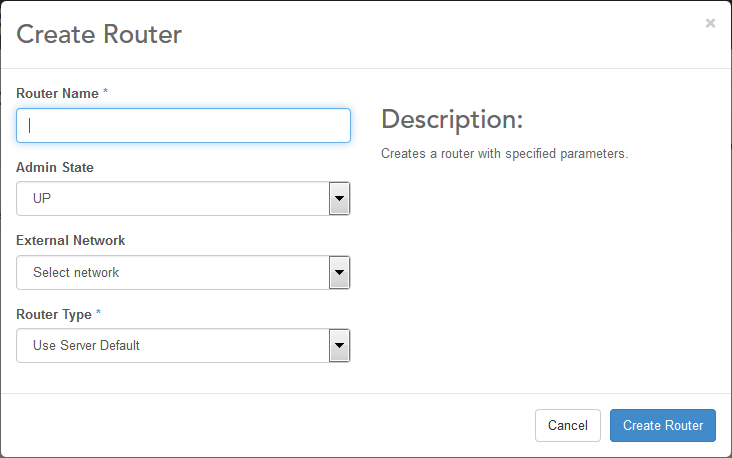 Create Router
×
Router Name *
Description:
Creates a router with specified parameters.
Admin State
UP
External Network
Select network
Router Type *
Use Server Default
Cancel
Create Router